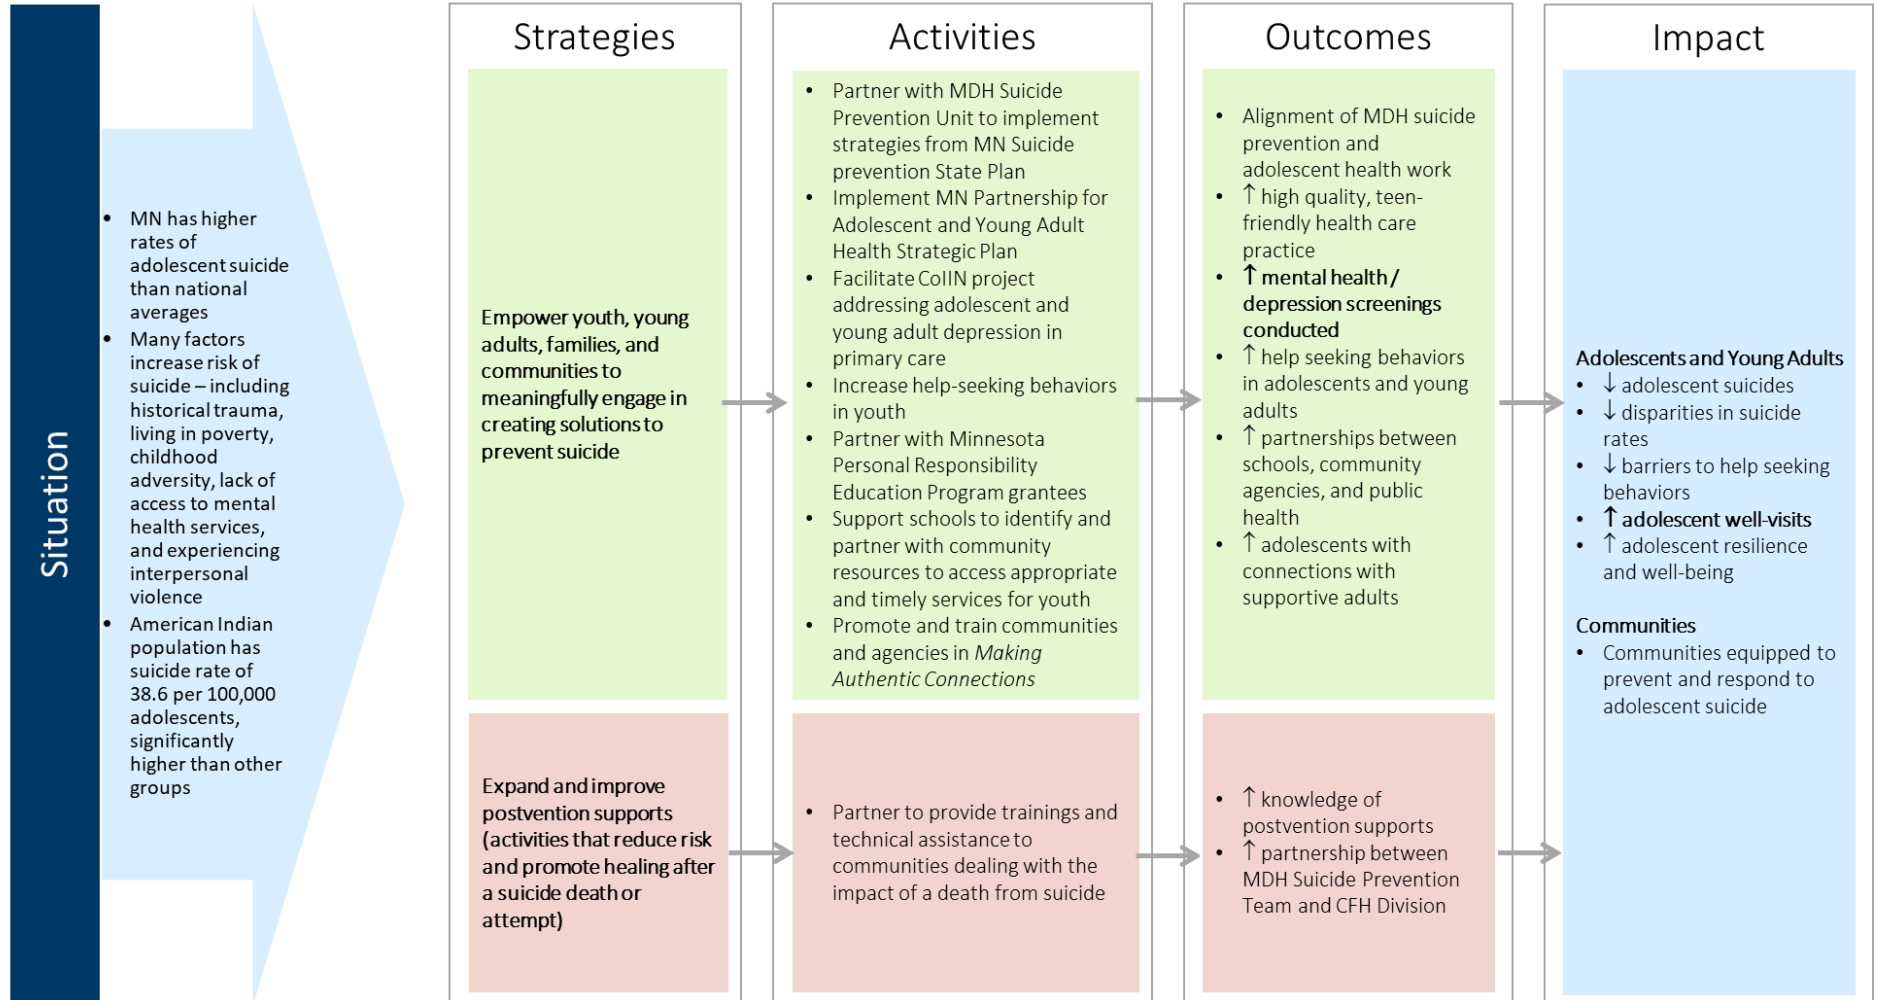 Situation
• MN has higher
rates of
adolescent suicide
than national
averages
• Many factors
increase risk of
suicide – including
historical trauma,
living in poverty,
childhood
adversity, lack of
access to mental
health services,
and experiencing
interpersonal
violence
• American Indian
population has
suicide rate of
38.6 per 100,000
adolescents,
significantly
higher than other
groups
Strategies
Empower youth, young
adults, families, and
communities to
meaningfully engage in
creating solutions to
prevent suicide
Expand and improve
postvention supports
(activities that reduce risk
and promote healing after
a suicide death or
attempt)
Activities
• Partner with MDH Suicide
Prevention Unit to implement
strategies from MN Suicide
prevention State Plan
• Implement MN Partnership for
Adolescent and Young Adult
Health Strategic Plan
• Facilitate CoIIN project
addressing adolescent and
young adult depression in
primary care
• Increase help-seeking behaviors
in youth
• Partner with Minnesota
Personal Responsibility
Education Program grantees
• Support schools to identify and
partner with community
resources to access appropriate
and timely services for youth
• Promote and train communities
and agencies in Making
Authentic Connections
• Partner to provide trainings and
technical assistance to
communities dealing with the
impact of a death from suicide
Outcomes
• Alignment of MDH suicide
prevention and
adolescent health work
• ↑ high quality, teen-
friendly health care
practice
• ↑ mental health /
depression screenings
conducted
• ↑ help seeking behaviors
in adolescents and young
adults
• ↑ partnerships between
schools, community
agencies, and public
health
• ↑ adolescents with
connections with
supportive adults
• ↑ knowledge of
postvention supports
• ↑ partnership between
MDH Suicide Prevention
Team and CFH Division
Impact
Adolescents and Young Adults
• ↓ adolescent suicides
• ↓ disparities in suicide
rates
• ↓ barriers to help seeking
behaviors
• ↑ adolescent well-visits
• ↑ adolescent resilience
and well-being
Communities
• Communities equipped to
prevent and respond to
adolescent suicide